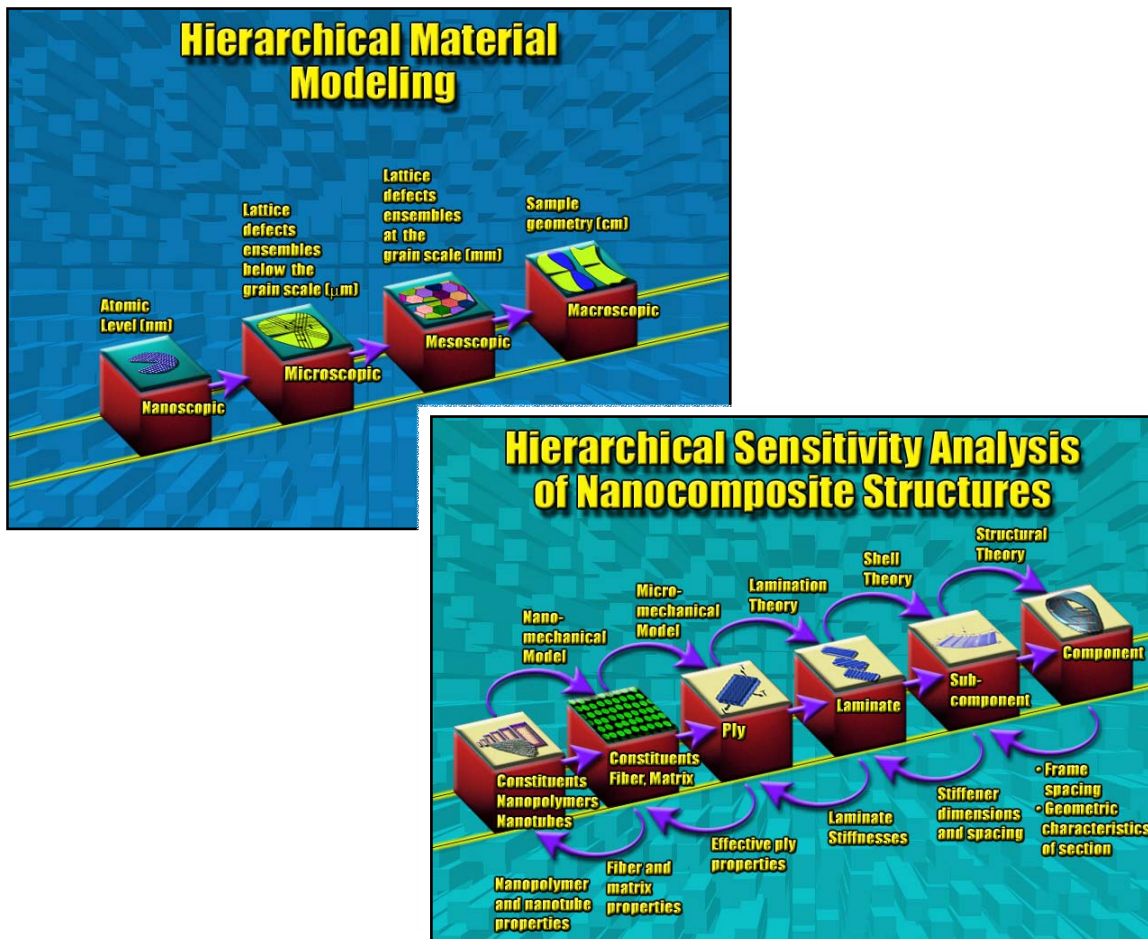 Hierarchical Material
Modeling
Atomic
Level (nm)
Nanoscopic
Lattice
defects
ensembles
below the
grain scale (μm)
Microscopic
Lattice
defects
ensembles
at the
grain scale (mm)
Mesoscopic
Sample
geometry (cm)
Macroscopic
Hierarchical Sensitivity Analysis
of Nanocomposite Structures
Nano-
mechanical
Model
Micro-
mechanical
Model
Lamination
Theory
Shell
Theory
Structural
Theory
Constituents
Nanopolymers
Nanotubes
Constituents
Fiber, Matrix
Ply
Laminate
Sub-
component
Component
Nanopolymer
and nanotube
properties
Fiber and
matrix
properties
Effective ply
properties
Laminate
Stiffnesses
Stiffener
dimensions
and spacing
• Frame
spacing
• Geometric
characteristics
of section